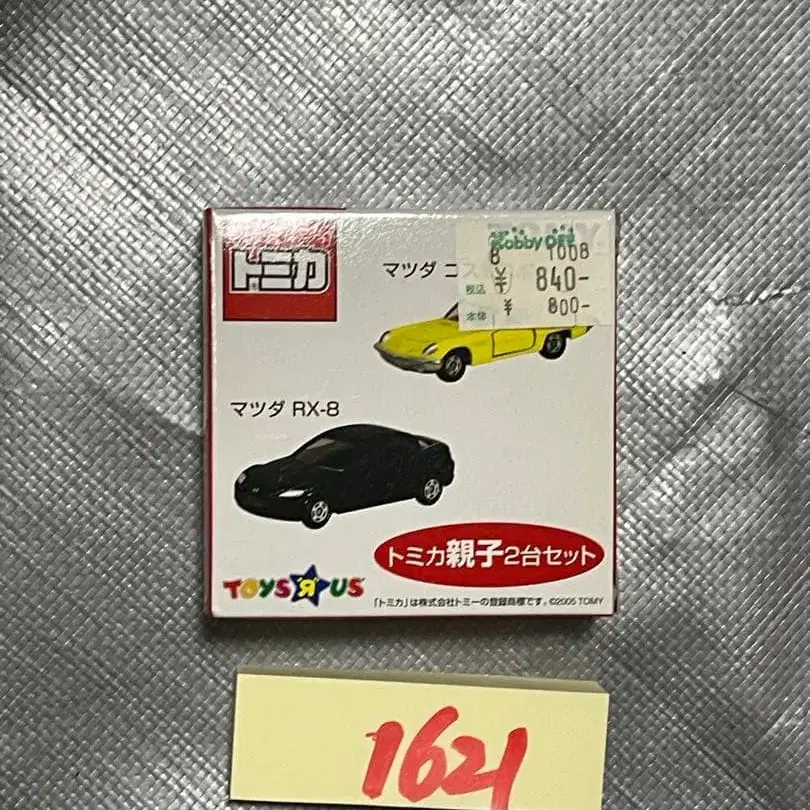 トミカ
マツダ コス
Hobby OFF
8 1008
税込 ¥ 840-
本体 ¥ 800-
マツダ RX-8
トミカ親子2台セット
TOYS"R"US
「トミカ」は株式会社トミーの登録商標です。©2005 TOMY
1621